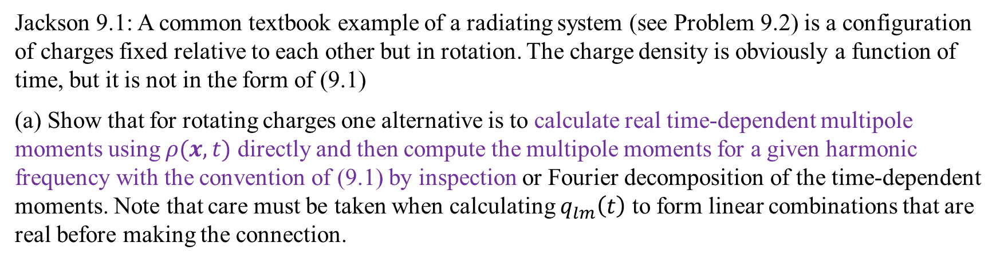 Jackson 9.1: A common textbook example of a radiating system (see Problem 9.2) is a configuration
of charges fixed relative to each other but in rotation. The charge density is obviously a function of
time, but it is not in the form of (9.1)
(a) Show that for rotating charges one alternative is to calculate real time-dependent multipole
moments using ρ(𝒙, t) directly and then compute the multipole moments for a given harmonic
frequency with the convention of (9.1) by inspection or Fourier decomposition of the time-dependent
moments. Note that care must be taken when calculating qₗₘ(t) to form linear combinations that are
real before making the connection.